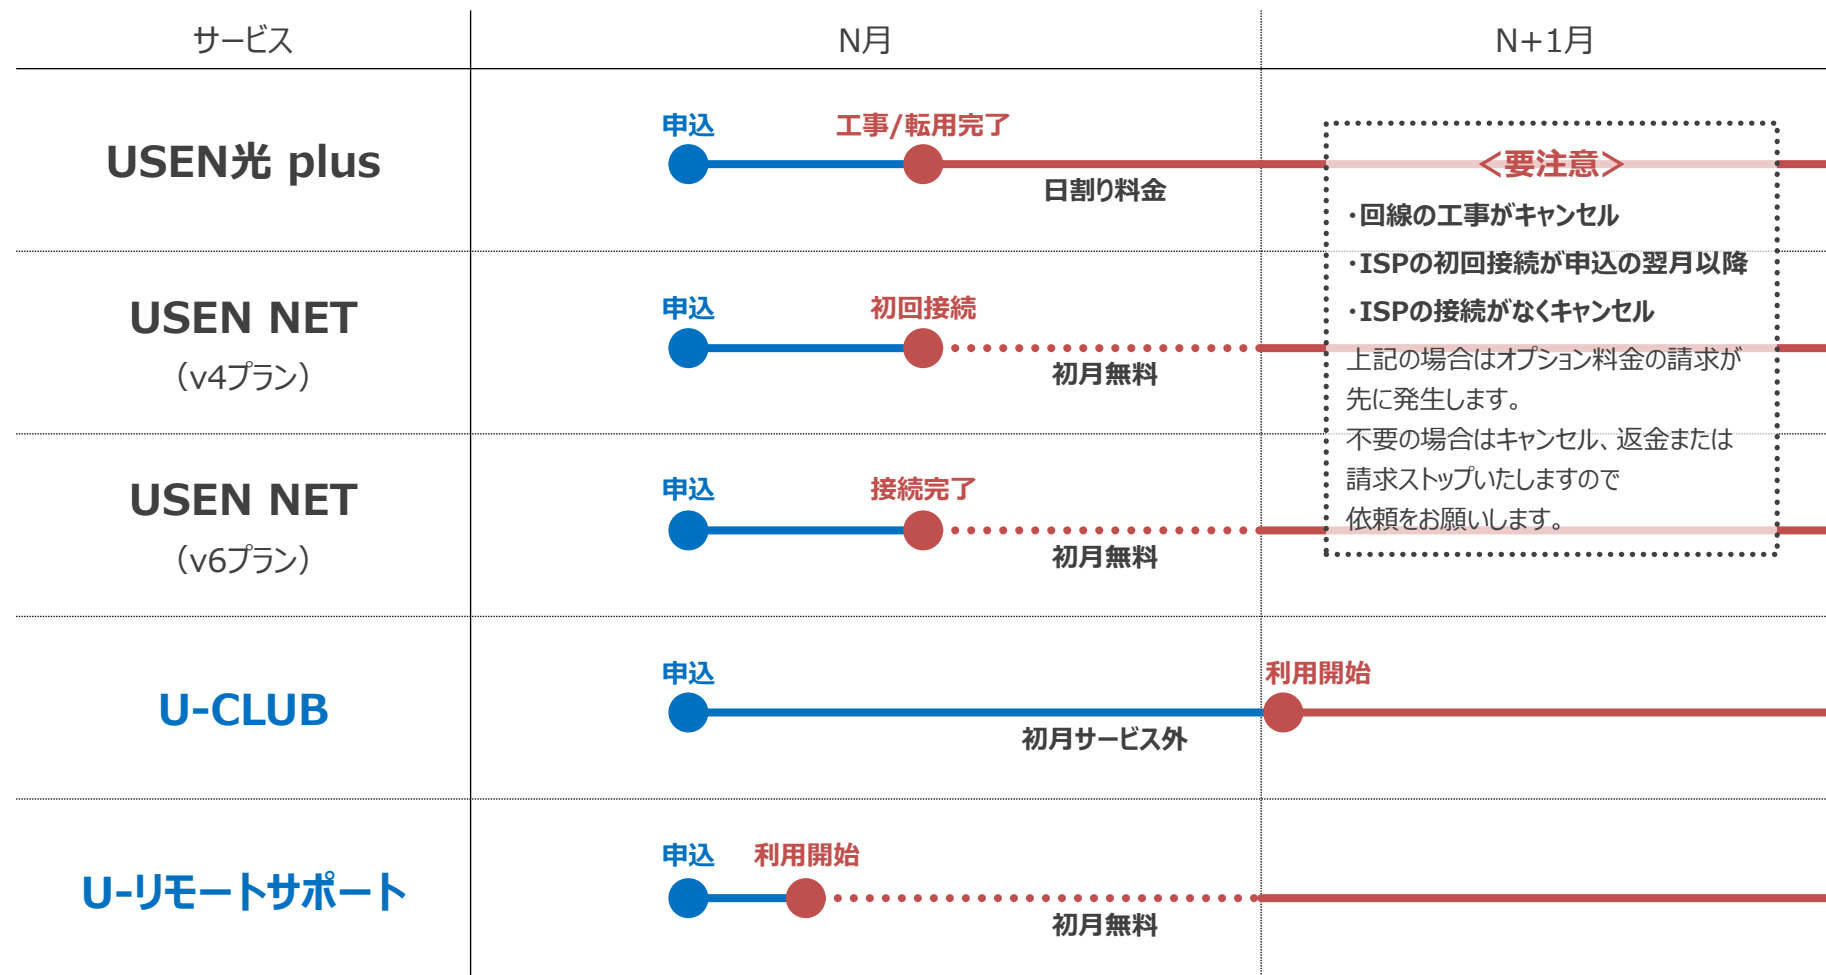 サービス
N月
N+1月
USEN光 plus
申込
工事/転用完了
日割り料金
<要注意>
・回線の工事がキャンセル
・ISPの初回接続が申込の翌月以降
・ISPの接続がなくキャンセル
上記の場合はオプション料金の請求が
先に発生します。
不要の場合はキャンセル、返金または
請求ストップいたしますので
依頼をお願いします。
USEN NET
（v4プラン）
申込
初回接続
初月無料
USEN NET
（v6プラン）
申込
接続完了
初月無料
U-CLUB
申込
初月サービス外
利用開始
U-リモートサポート
申込
利用開始
初月無料